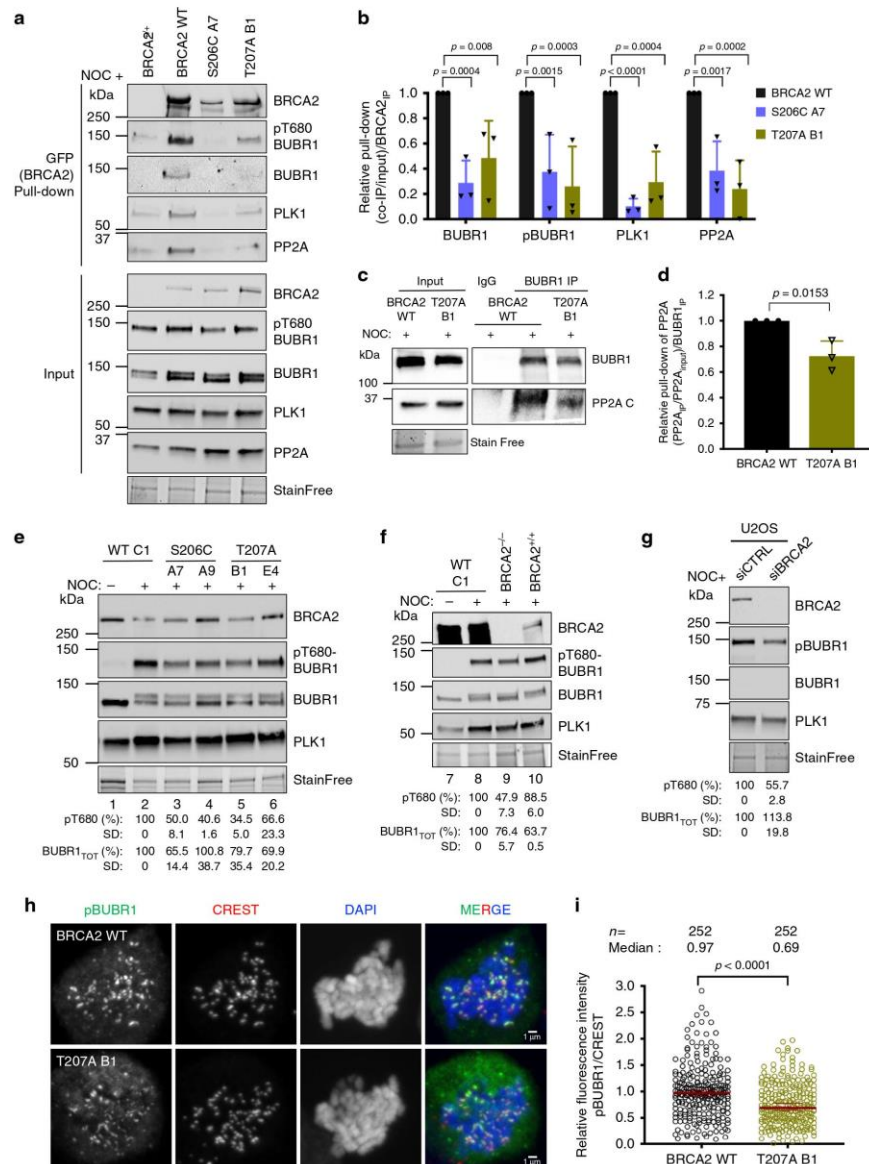 a
NOC +
BRCA2+/+
BRCA2 WT
S206C A7
T207A B1
kDa
250
150
150
50
37
GFP
(BRCA2)
Pull-down
BRCA2
pT680
BUBR1
BUBR1
PLK1
PP2A
250
150
150
50
37
Input
BRCA2
pT680
BUBR1
BUBR1
PLK1
PP2A
StainFree
b
p = 0.008
p = 0.0003
p = 0.0004
p = 0.0002
p = 0.0004
p = 0.0015
p <0.0001
p = 0.0017
BRCA2 WT
S206C A7
T207A B1
Relative pull-down
(co-IP/input)/BRCA2IP
1.0
0.8
0.6
0.4
0.2
0.0
BUBR1
pBUBR1
PLK1
PP2A
c
Input
IgG
BUBR1 IP
BRCA2
WT
T207A
B1
BRCA2
WT
T207A
B1
NOC:
+
+
+
+
+
kDa
100
37
BUBR1
PP2A C
Stain Free
d
p = 0.0153
Relatvie pull-down of PP2A
(PP2AIP/PP2Ainput)/BUBR1IP
1.2
1.0
0.8
0.6
0.4
0.2
0.0
BRCA2 WT
T207A B1
e
WT C1
S206C
T207A
A7 A9 B1 E4
NOC: − + + + + +
kDa
250
150
150
50
BRCA2
pT680-
BUBR1
BUBR1
PLK1
StainFree
1 2 3 4 5 6
pT680 (%): 100 50.0 40.6 34.5 66.6
SD: 0 8.1 1.6 5.0 23.3
BUBR1TOT (%): 100 65.5 100.8 79.7 69.9
SD: 0 14.4 38.7 35.4 20.2
f
WT
C1
BRCA2−/−
BRCA2+/+
NOC: − + + +
kDa
250
150
150
50
BRCA2
pT680-
BUBR1
BUBR1
PLK1
StainFree
7 8 9 10
pT680 (%): 100 47.9 88.5
SD: 0 7.3 6.0
BUBR1TOT (%): 100 76.4 63.7
SD: 0 5.7 0.5
g
U2OS
siCTRL
siBRCA2
NOC+
kDa
250
150
150
75
BRCA2
pBUBR1
BUBR1
PLK1
StainFree
pT680 (%): 100 55.7
SD: 0 2.8
BUBR1TOT (%): 100 113.8
SD: 0 19.8
h
pBUBR1
CREST
DAPI
MERGE
BRCA2 WT
1 µm
T207A B1
1 µm
i
n= 252 252
Median : 0.97 0.69
p < 0.0001
Relative fluorescence intensity
pBUBR1/CREST
3.0
2.5
2.0
1.5
1.0
0.5
0.0
BRCA2 WT
T207A B1